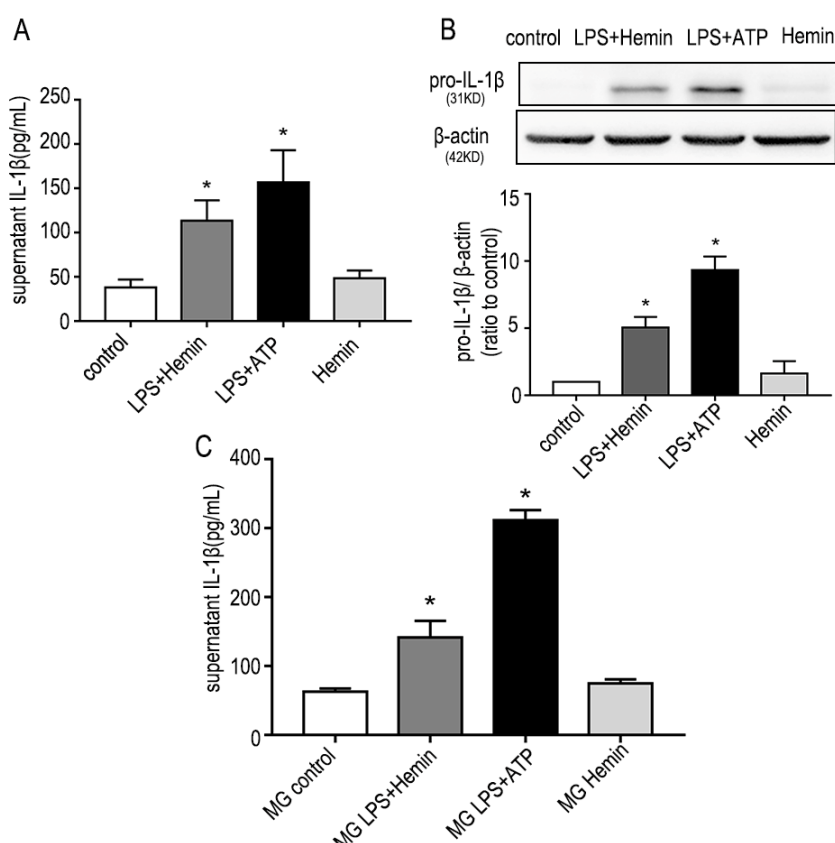 A
supernatant IL-1β(pg/mL)
250
200
150
100
50
0
*
*
control
LPS+Hemin
LPS+ATP
Hemin
B
control LPS+Hemin LPS+ATP Hemin
pro-IL-1β
(31KD)
β-actin
(42KD)
pro-IL-1β/ β-actin
(ratio to control)
15
10
5
0
*
*
control
LPS+Hemin
LPS+ATP
Hemin
C
supernatant IL-1β(pg/mL)
400
300
200
100
0
*
*
MG control
MG LPS+Hemin
MG LPS+ATP
MG Hemin